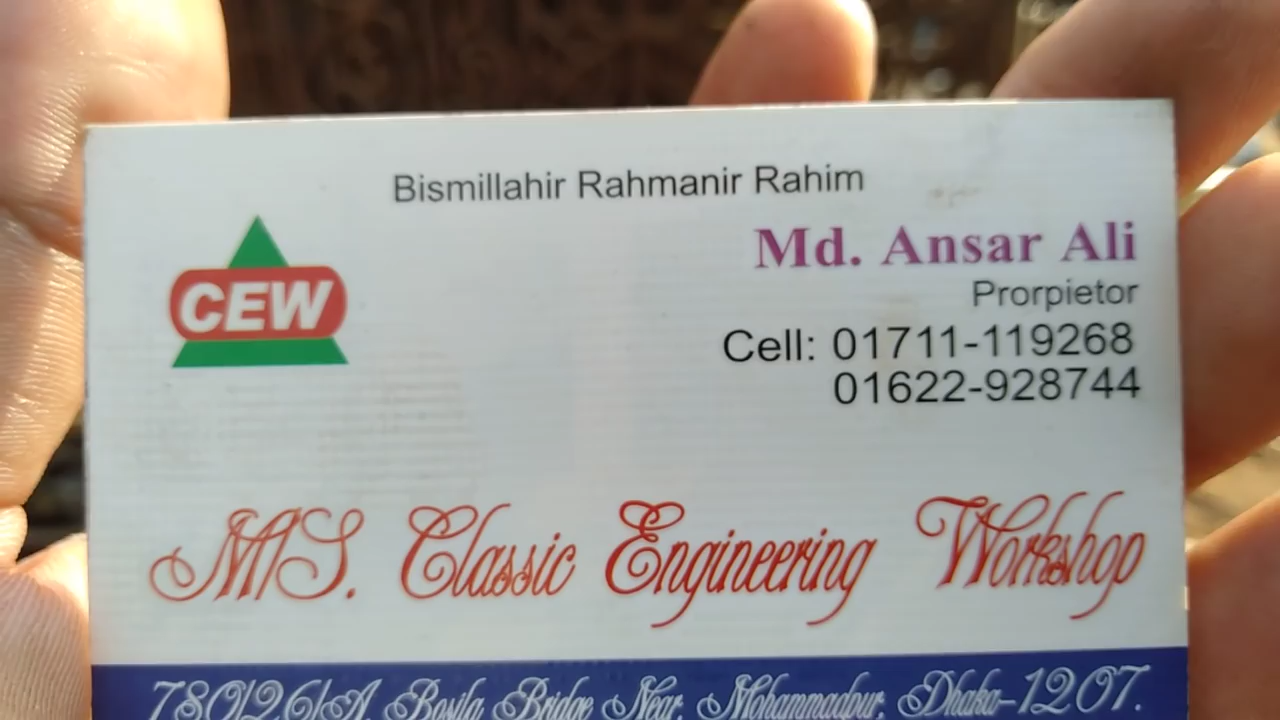 Bismillahir Rahmanir Rahim
CEW
Md. Ansar Ali
Prorpietor
Cell: 01711-119268
01622-928744
M/S. Classic Engineering Workshop
780/26/A, Bosila Bridge Near, Mohammadpur, Dhaka-1207.